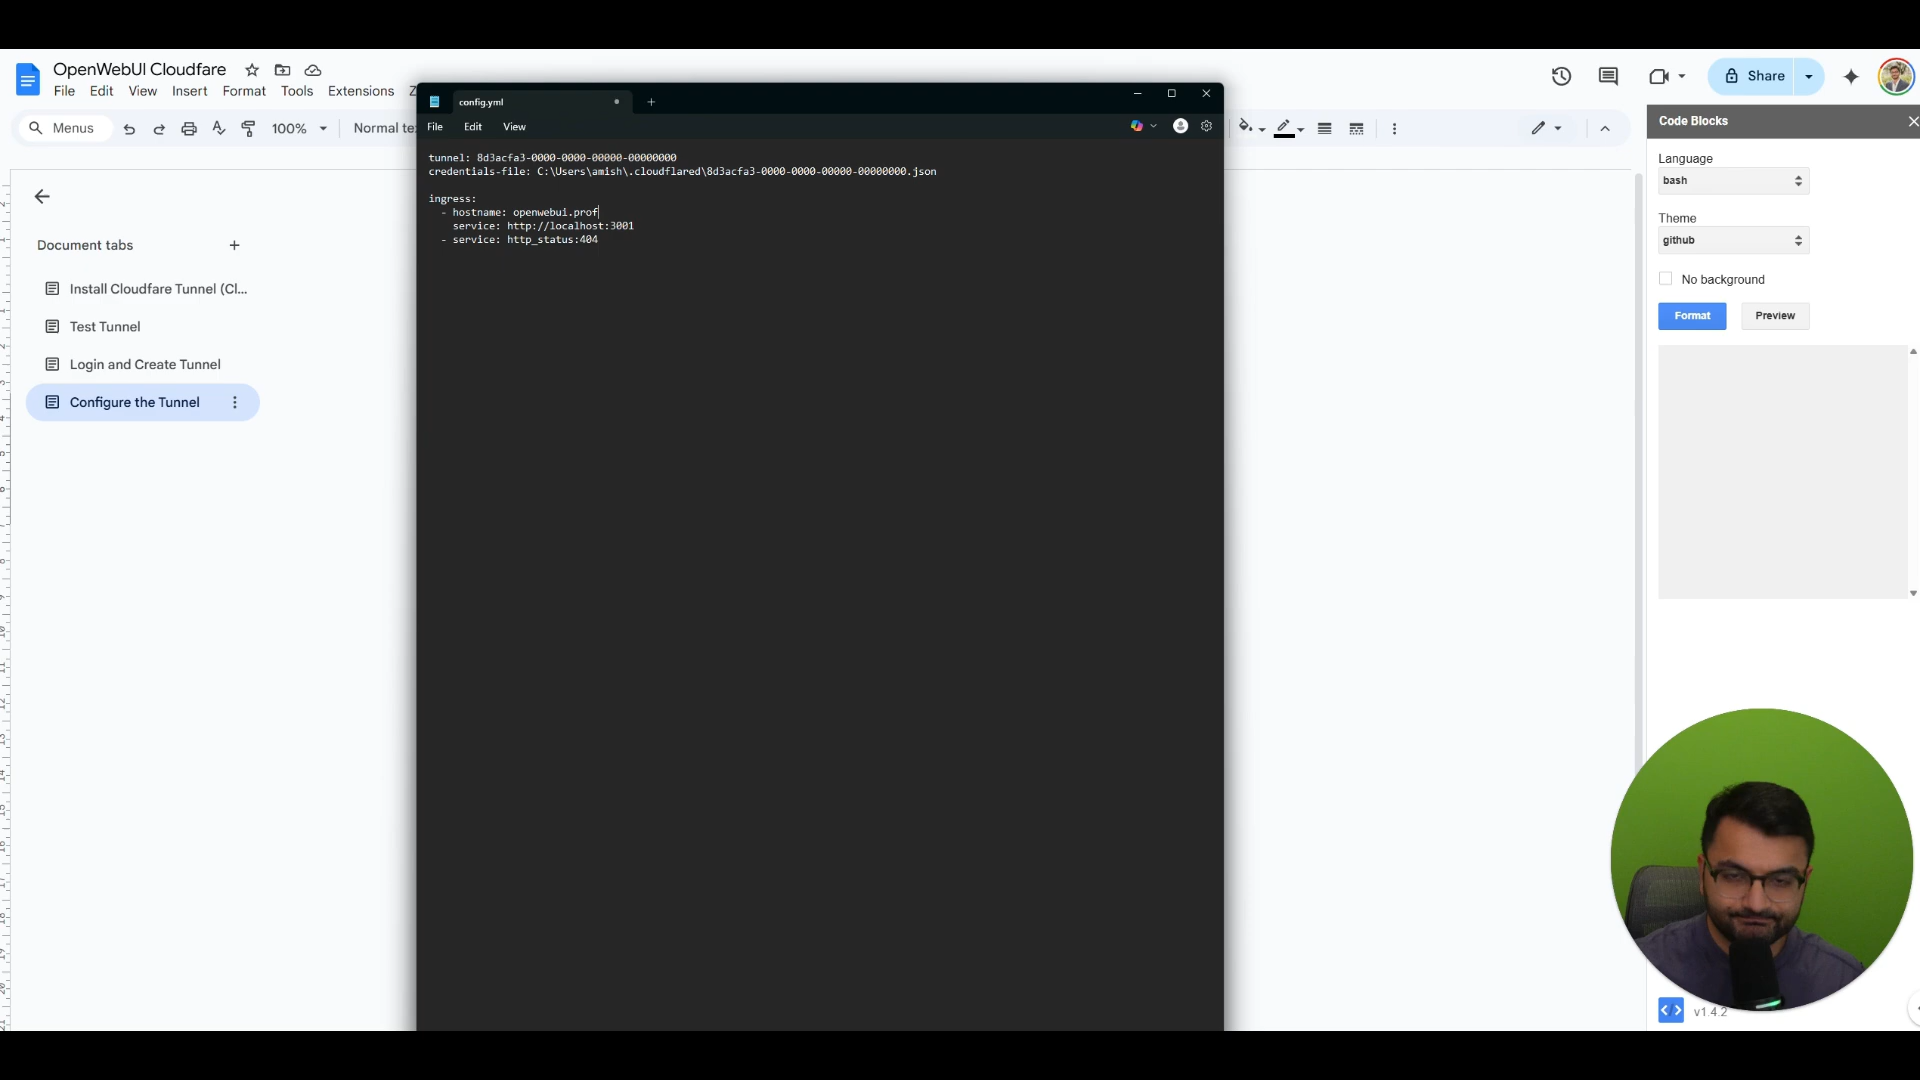 OpenWebUI Cloudfare
File Edit View Insert Format Tools Extensions
Menus 100% Normal te
Document tabs
Install Cloudfare Tunnel (Cl...
Test Tunnel
Login and Create Tunnel
Configure the Tunnel
config.yml
File Edit View
tunnel: 8d3acfa3-0000-0000-00000-00000000
credentials-file: C:\Users\amish\.cloudflared\8d3acfa3-0000-0000-00000-00000000.json
ingress:
- hostname: openwebui.prof
service: http://localhost:3001
- service: http_status:404
Share
Code Blocks
Language
bash
Theme
github
No background
Format Preview
v1.4.2